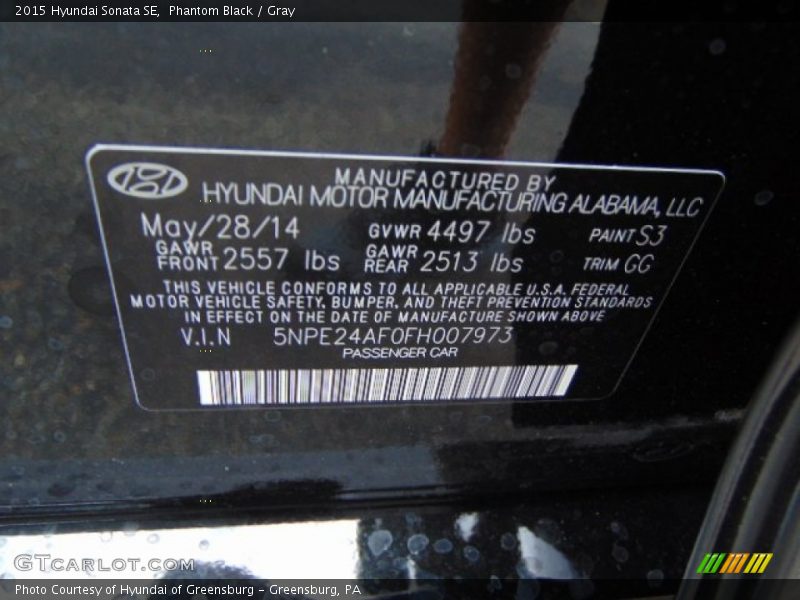 2015 Hyundai Sonata SE, Phantom Black / Gray
MANUFACTURED BY
HYUNDAI MOTOR MANUFACTURING ALABAMA, LLC
May/28/14 GVWR 4497 lbs PAINT S3
GAWR FRONT 2557 lbs GAWR REAR 2513 lbs TRIM GG
THIS VEHICLE CONFORMS TO ALL APPLICABLE U.S.A. FEDERAL
MOTOR VEHICLE SAFETY, BUMPER, AND THEFT PREVENTION STANDARDS
IN EFFECT ON THE DATE OF MANUFACTURE SHOWN ABOVE
V.I.N 5NPE24AF0FH007973
PASSENGER CAR
GTCARLOT.COM
Photo Courtesy of Hyundai of Greensburg - Greensburg, PA